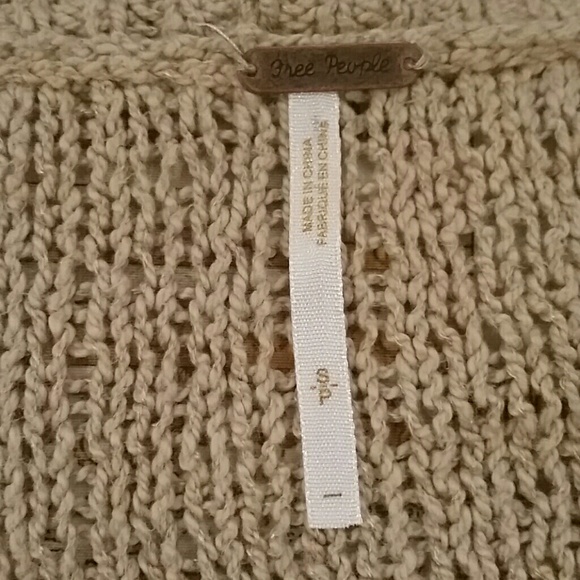 Free People
MADE IN CHINA
FABRIQUÉ EN CHINE
S/P